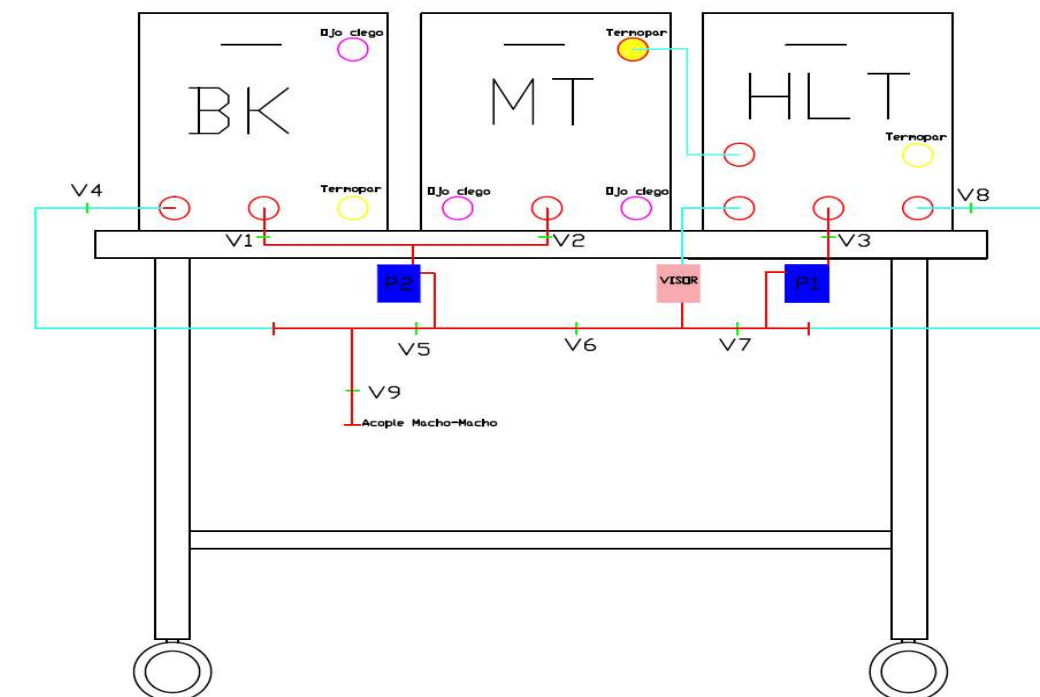 Ojo ciego
Termopar
BK
MT
HLT
Termopar
V4
Termopar
Ojo ciego
Ojo ciego
V8
V1
V2
V3
P2
VISOR
P1
V5
V6
V7
V9
Acople Macho-Macho